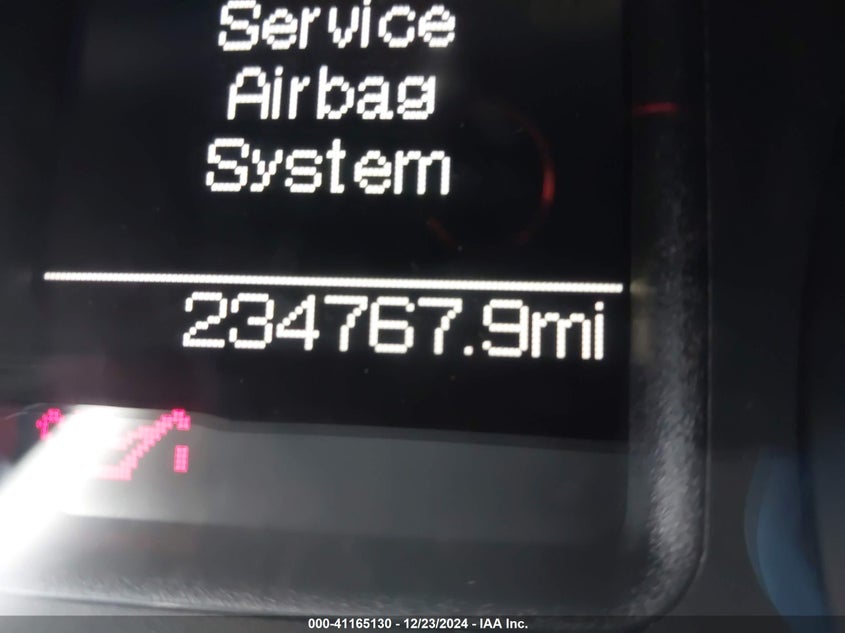 Service
Airbag
System
234767.9mi
000-41165130 - 12/23/2024 - IAA Inc.